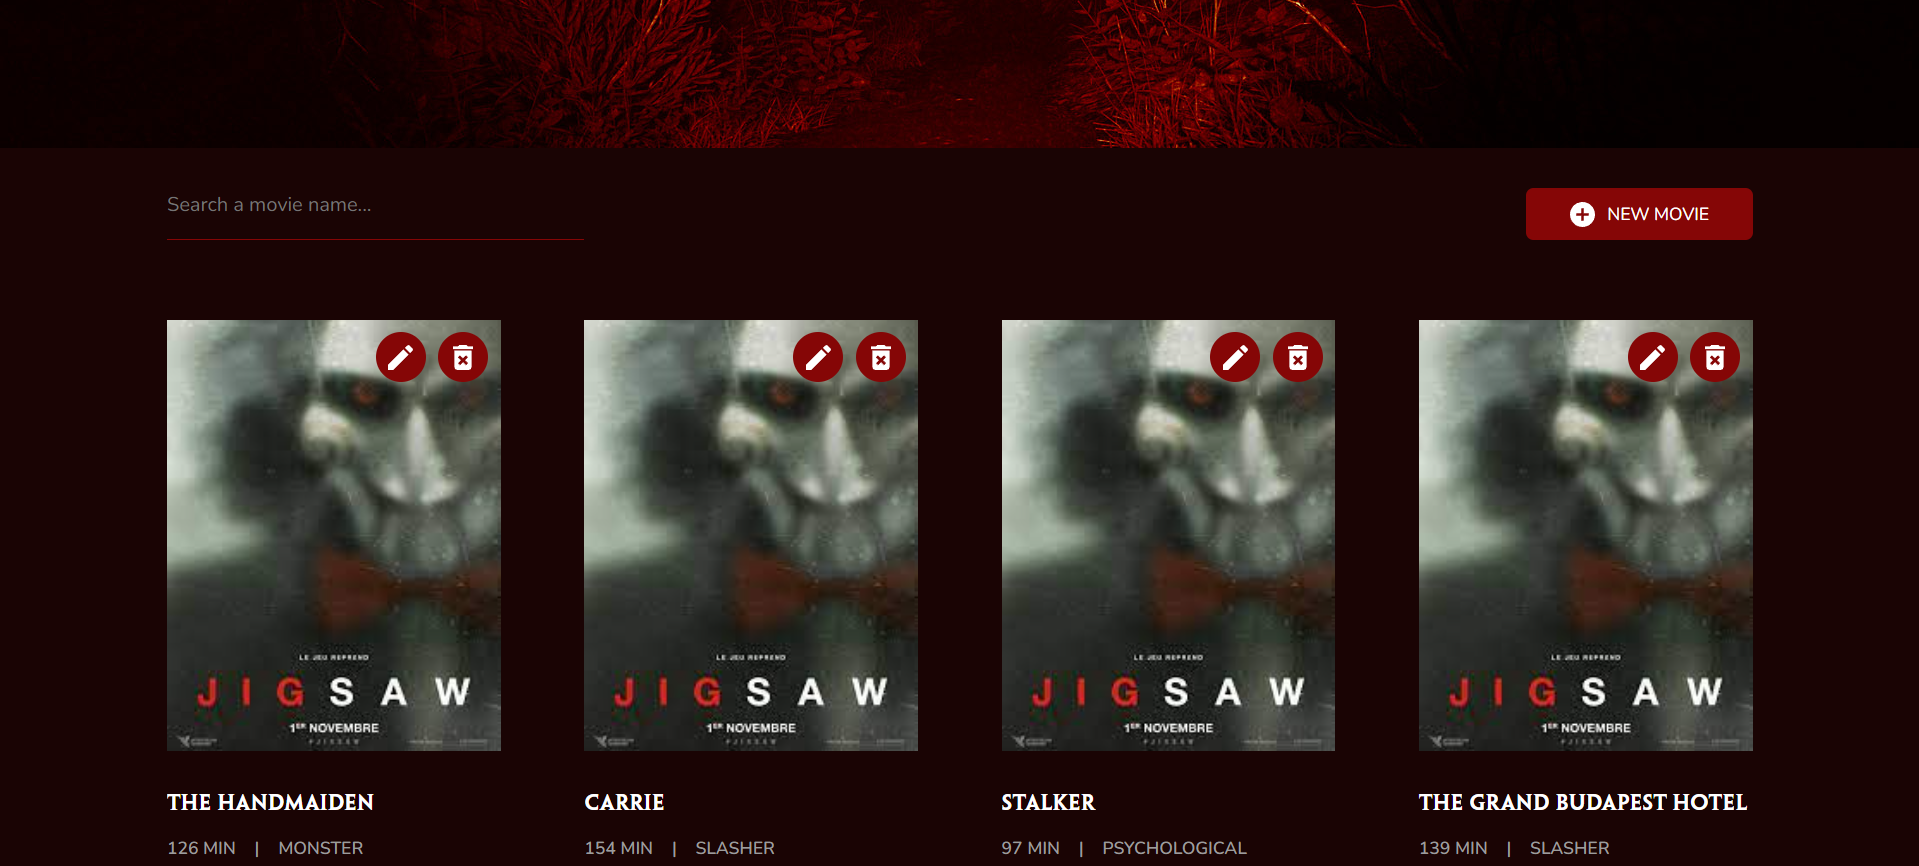 Search a movie name...
NEW MOVIE
LE JEU REPREND
JIGSAW
1ER NOVEMBRE
LE JEU REPREND
JIGSAW
1ER NOVEMBRE
LE JEU REPREND
JIGSAW
1ER NOVEMBRE
LE JEU REPREND
JIGSAW
1ER NOVEMBRE
THE HANDMAIDEN
CARRIE
STALKER
THE GRAND BUDAPEST HOTEL
126 MIN | MONSTER
154 MIN | SLASHER
97 MIN | PSYCHOLOGICAL
139 MIN | SLASHER